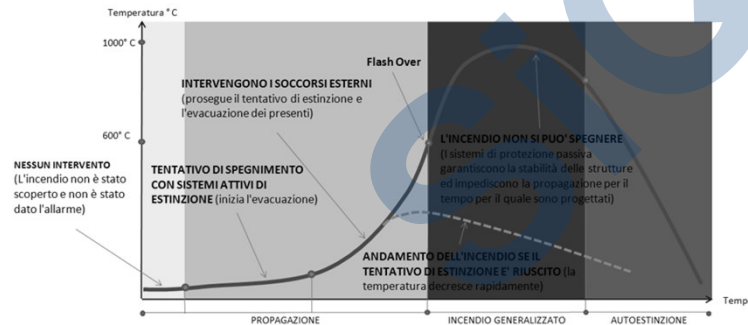 Temperatura ° C
1000° C
Flash Over
INTERVENGONO I SOCCORSI ESTERNI
(prosegue il tentativo di estinzione e
l'evacuazione dei presenti)
600° C
L'INCENDIO NON SI PUO' SPEGNERE
(I sistemi di protezione passiva
garantiscono la stabilità delle strutture
ed impediscono la propagazione per il
tempo per il quale sono progettati)
NESSUN INTERVENTO
(L'incendio non è stato
scoperto e non è stato
dato l'allarme)
TENTATIVO DI SPEGNIMENTO
CON SISTEMI ATTIVI DI
ESTINZIONE (inizia l'evacuazione)
ANDAMENTO DELL'INCENDIO SE IL
TENTATIVO DI ESTINZIONE E' RIUSCITO (la
temperatura decresce rapidamente)
Temp
PROPAGAZIONE
INCENDIO GENERALIZZATO
AUTOESTINZIONE